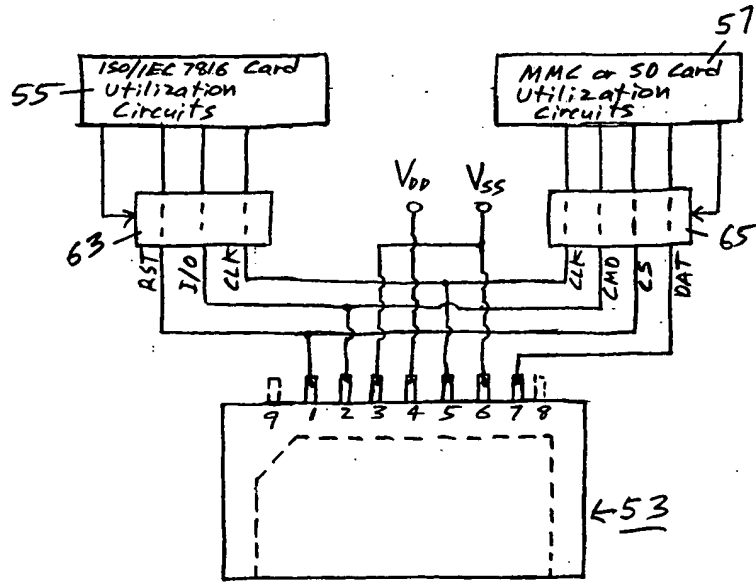 57
ISO/IEC 7816 Card
Utilization
Circuits
55
MMC or SD Card
Utilization
Circuits
VDD
VSS
63
65
RST
I/O
CLK
CLK
CMD
CS
DAT
9 1 2 3 4 5 6 7 8
53